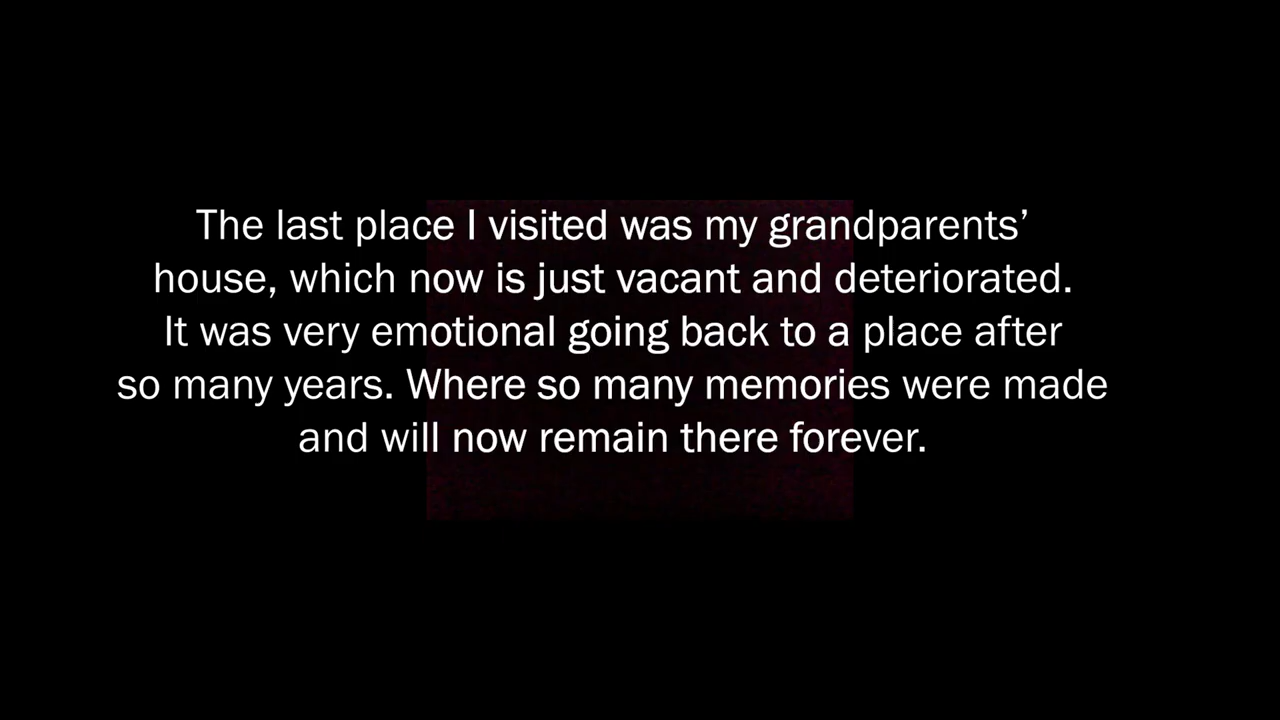 The last place I visited was my grandparents’
house, which now is just vacant and deteriorated.
It was very emotional going back to a place after
so many years. Where so many memories were made
and will now remain there forever.